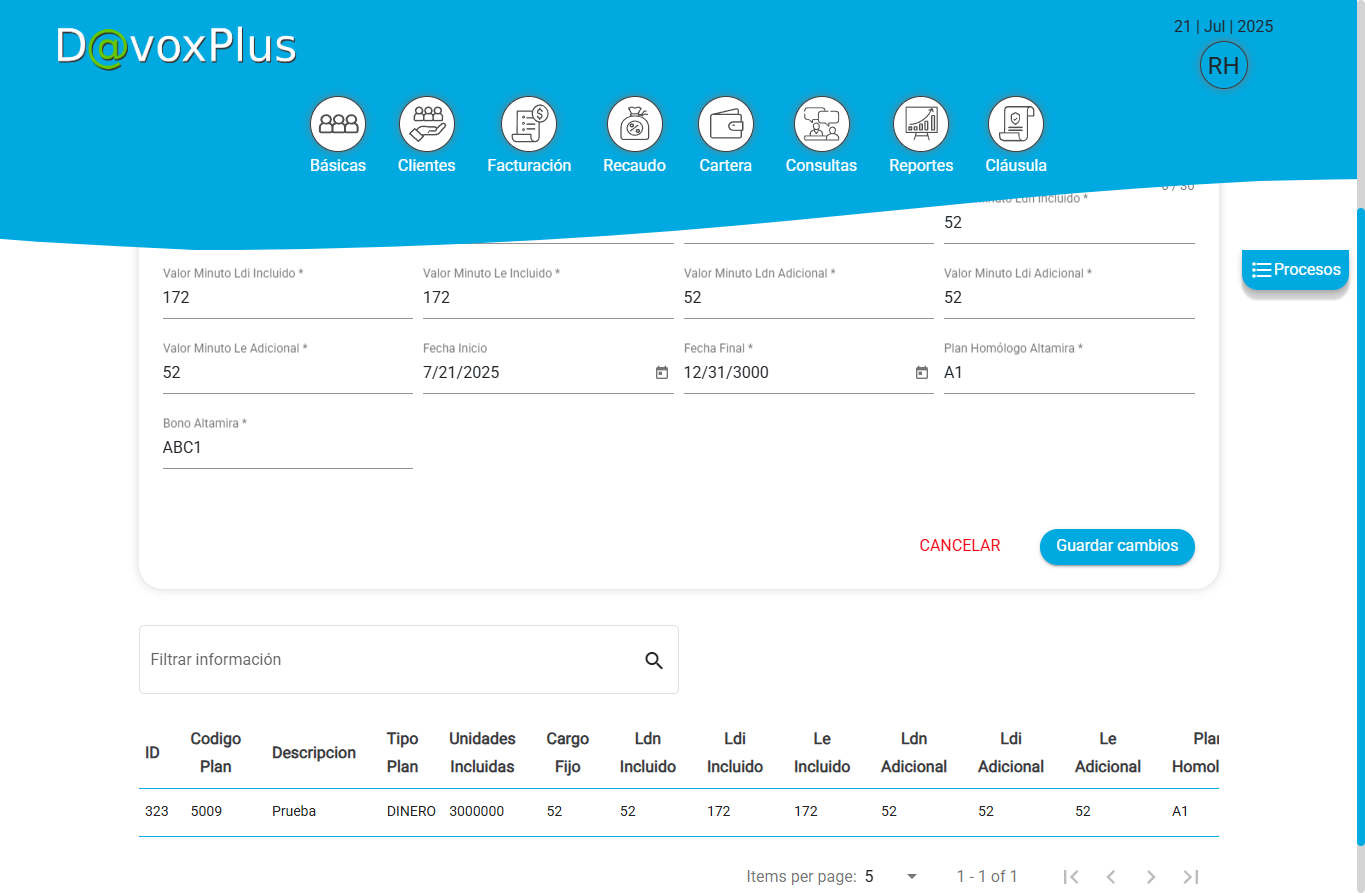 D@voxPlus
21 | Jul | 2025
RH
Básicas Clientes Facturación Recaudo Cartera Consultas Reportes Cláusula
Incluido *
52
Procesos
Valor Minuto Ldi Incluido * Valor Minuto Le Incluido * Valor Minuto Ldn Adicional * Valor Minuto Ldi Adicional *
172 172 52 52
Valor Minuto Le Adicional * Fecha Inicio Fecha Final * Plan Homólogo Altamira *
52 7/21/2025 12/31/3000 A1
Bono Altamira *
ABC1
CANCELAR Guardar cambios
Filtrar información
ID Codigo Plan Descripcion Tipo Plan Unidades Incluidas Cargo Fijo Ldn Incluido Ldi Incluido Le Incluido Ldn Adicional Ldi Adicional Le Adicional
323 5009 Prueba DINERO 3000000 52 52 172 172 52 52 52 A1
Items per page: 5 1 - 1 of 1